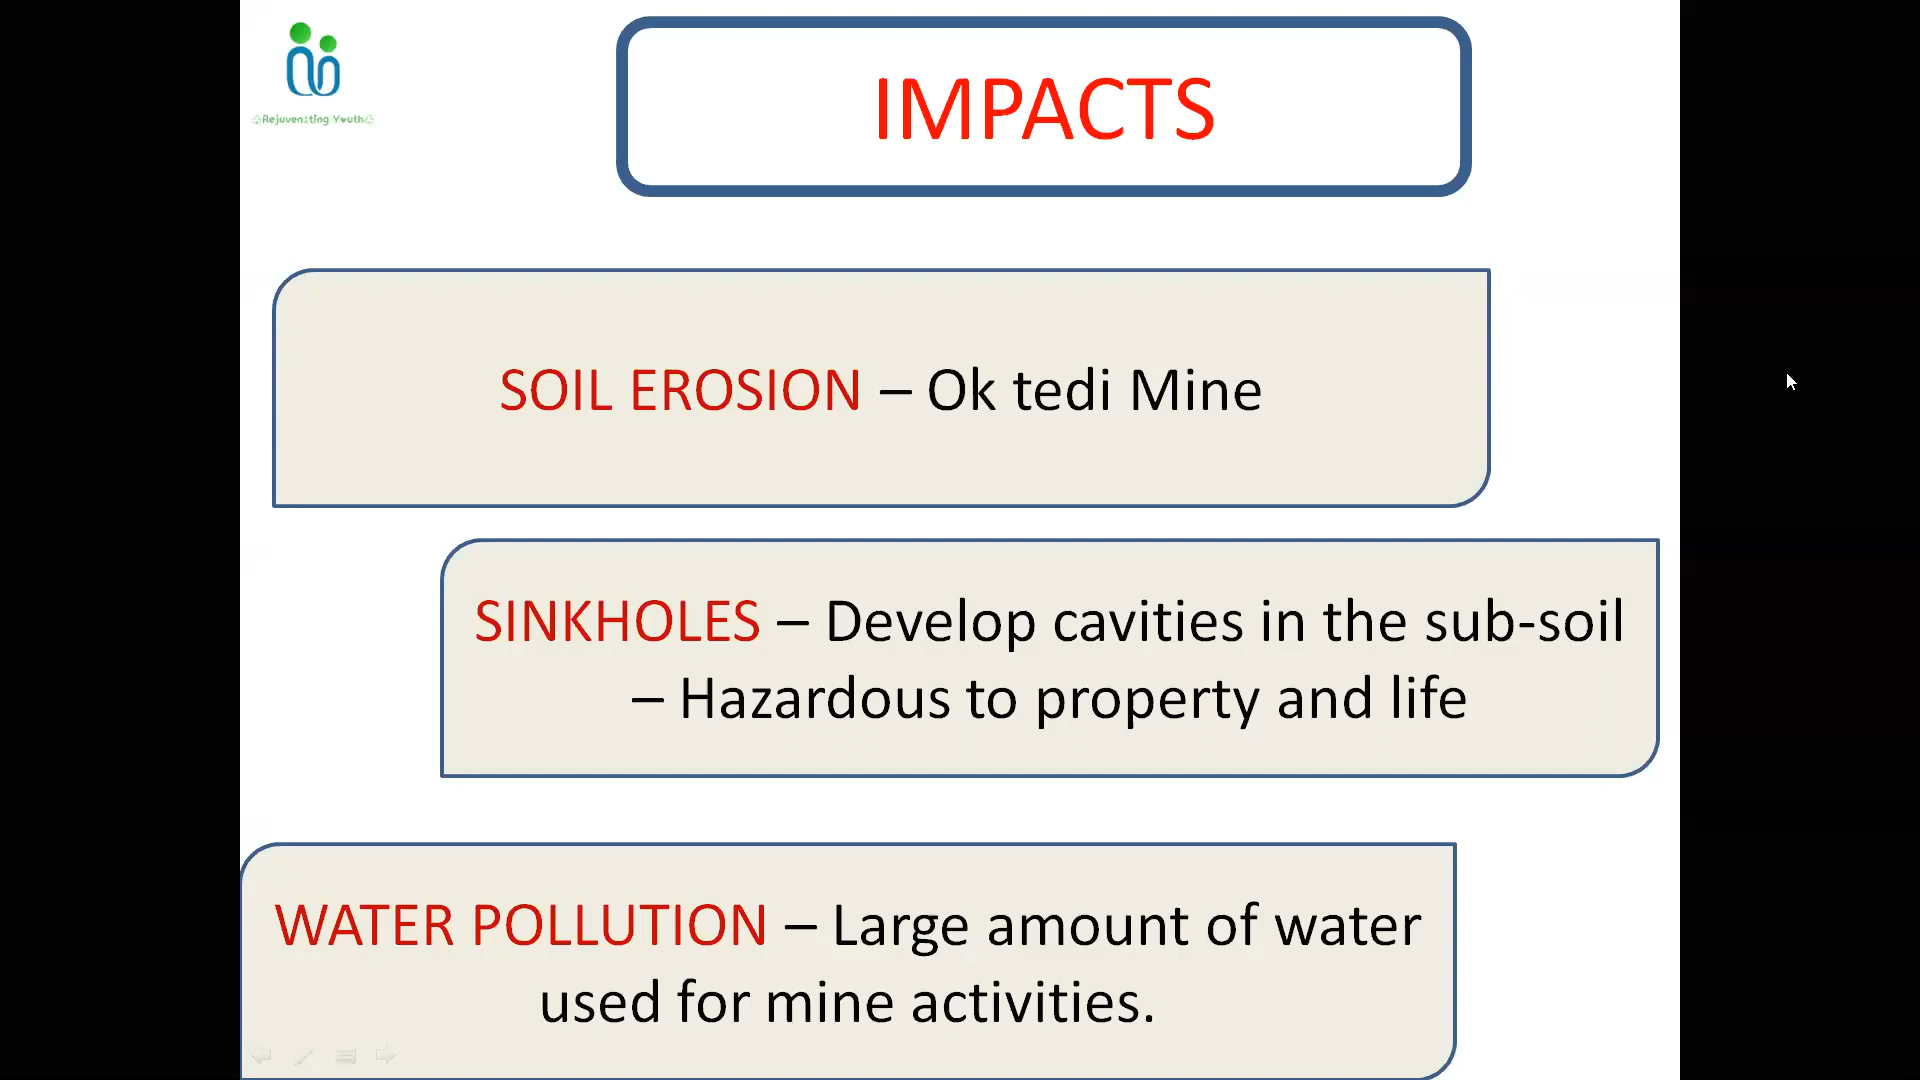 Rejuvenating Youth
IMPACTS
SOIL EROSION – Ok tedi Mine
SINKHOLES – Develop cavities in the sub-soil
– Hazardous to property and life
WATER POLLUTION – Large amount of water
used for mine activities.